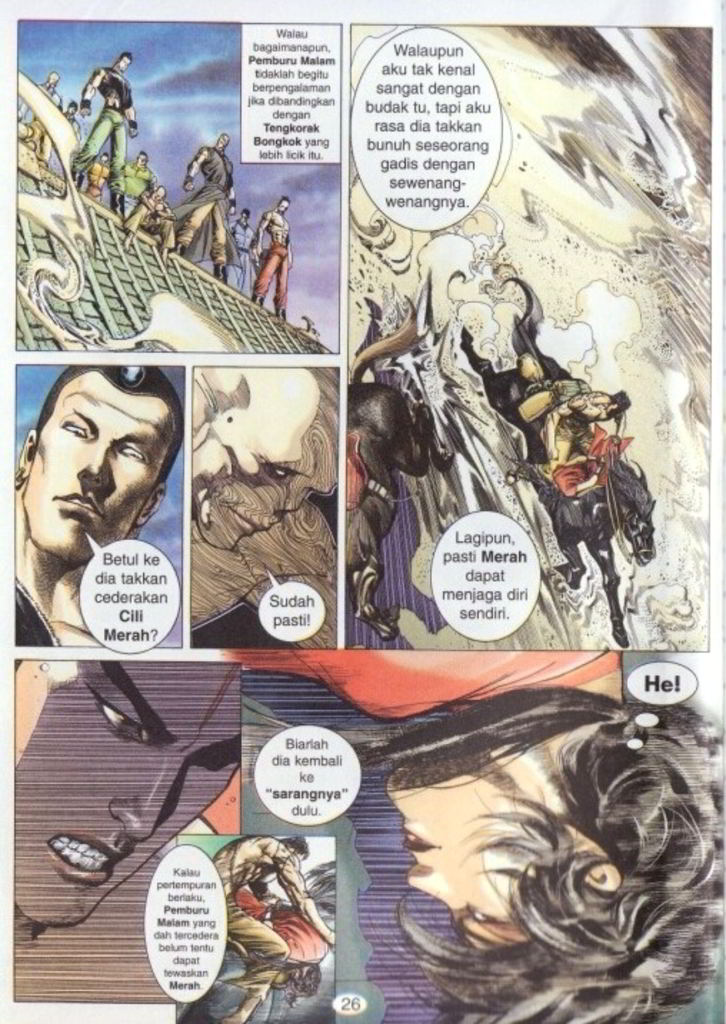 Walau
bagaimanapun,
Pemburu Malam
tidaklah begitu
berpengalaman
jika dibandingkan
dengan
Tengkorak
Bongkok yang
lebih licik itu.
Walaupun
aku tak kenal
sangat dengan
budak tu, tapi aku
rasa dia takkan
bunuh seseorang
gadis dengan
sewenang-
wenangnya.
Lagipun,
pasti Merah
dapat
menjaga diri
sendiri.
Betul ke
dia takkan
cederakan
Cili
Merah?
Sudah
pasti!
He!
Biarlah
dia kembali
ke
"sarangnya"
dulu.
Kalau
pertempuran
berlaku,
Pemburu
Malam yang
dah tercedera
belum tentu
dapat
tewaskan
Merah.
26